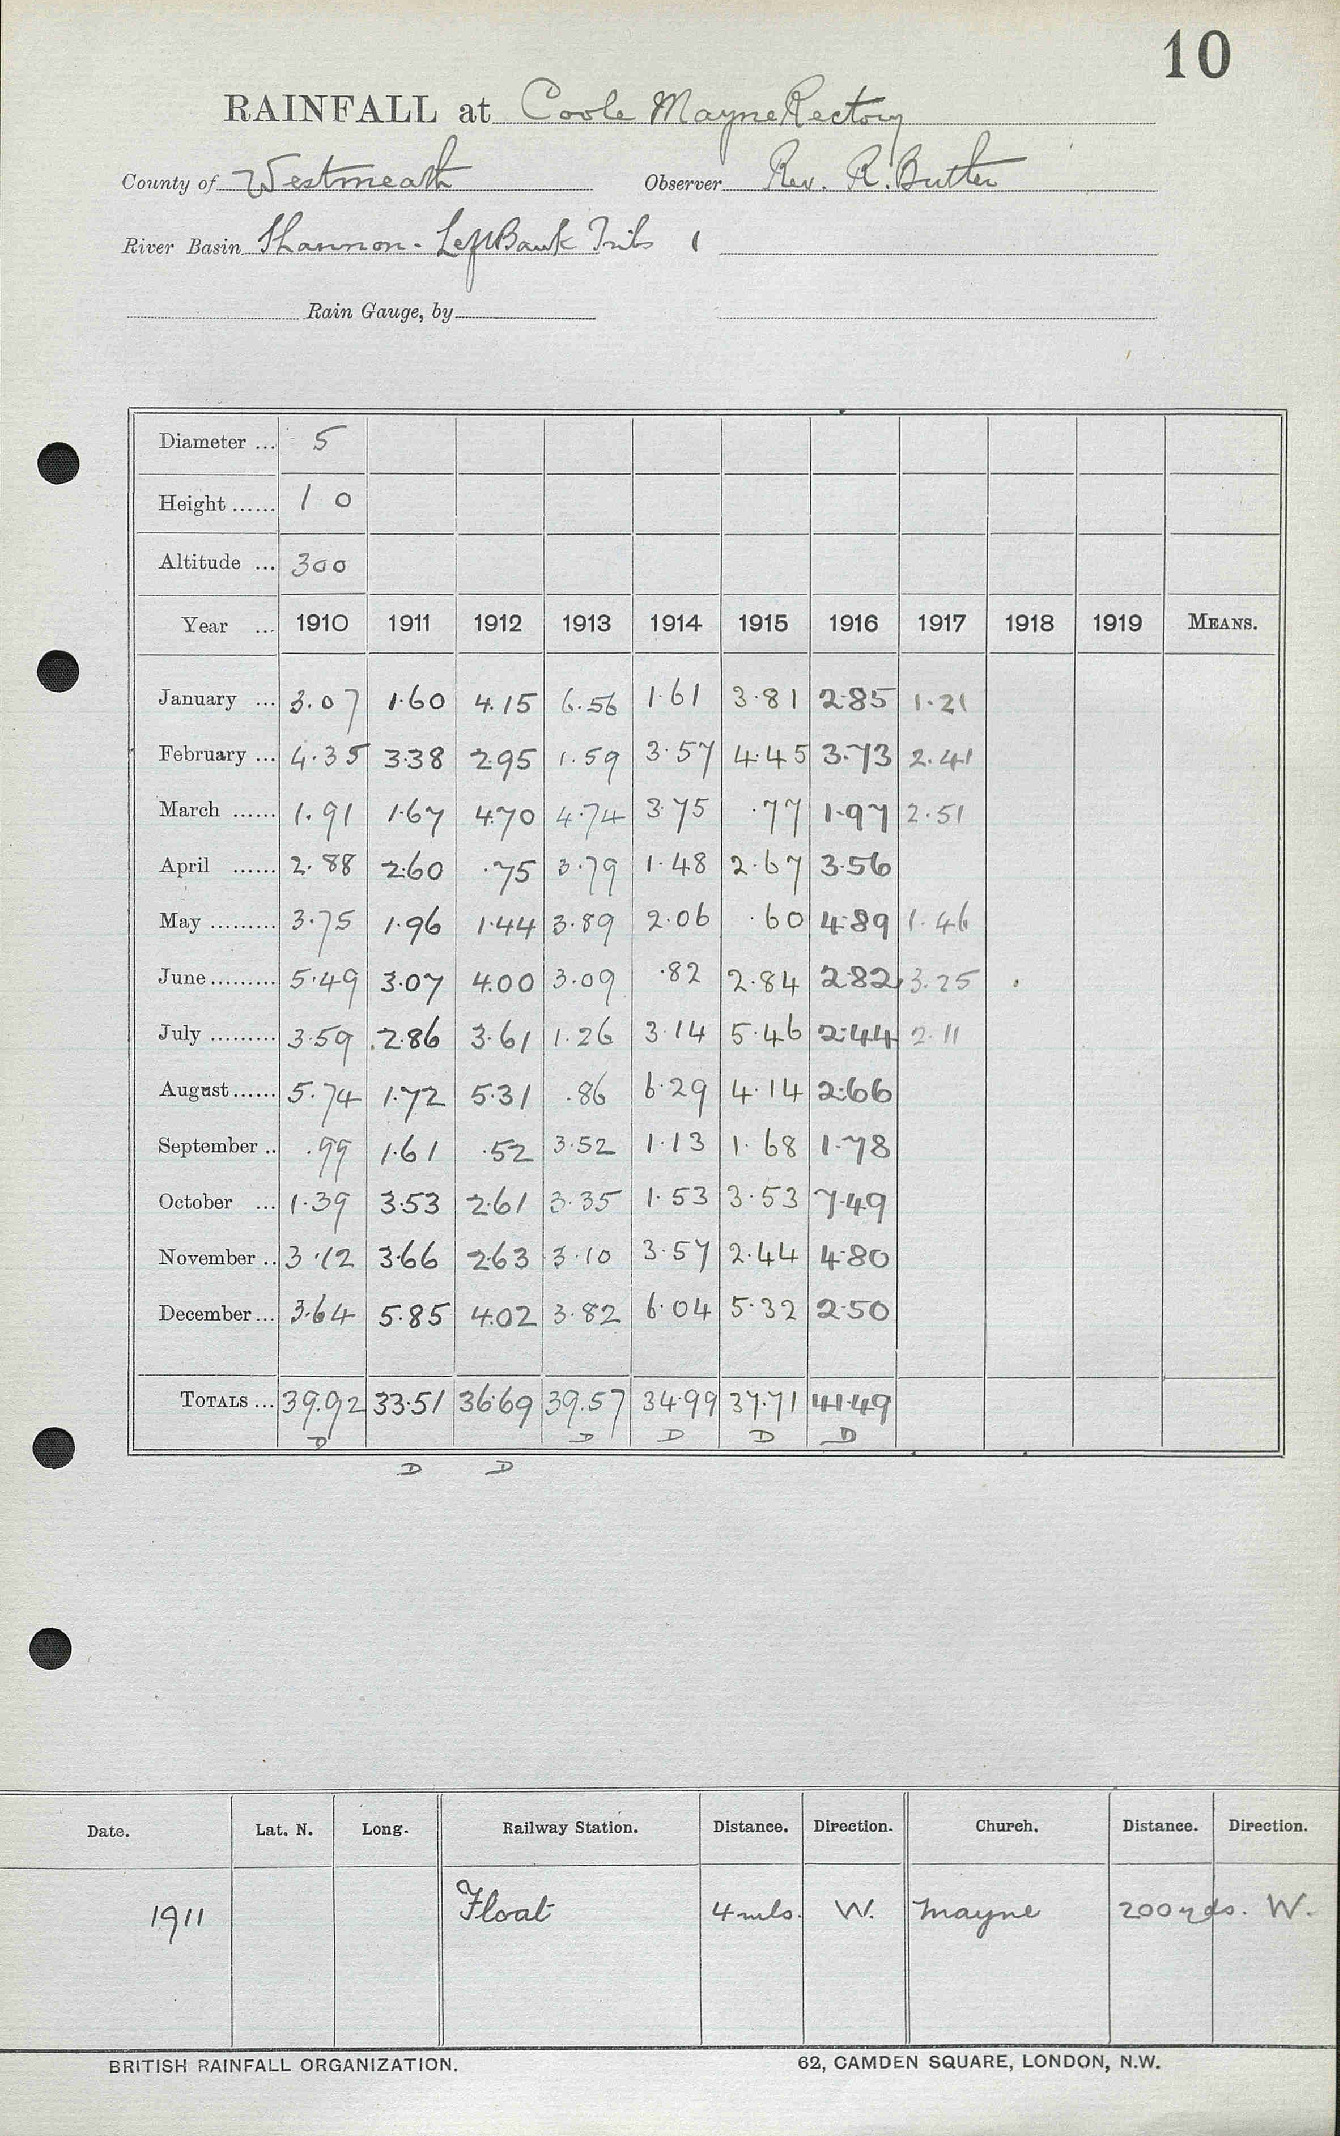 10
RAINFALL at Coole Mayne Rectory
County of Westmeath Observer Rev. R. Butler
River Basin Shannon - Left Bank Tribs 1
Rain Gauge, by
Diameter ... 5
Height ...... 1 0
Altitude ... 300
Year ... 1910 1911 1912 1913 1914 1915 1916 1917 1918 1919 MEANS.
January ... 3.07 1.60 4.15 6.56 1.61 3.81 2.85 1.21
February ... 4.35 3.38 2.95 1.59 3.57 4.45 3.73 2.41
March ...... 1.91 1.67 4.70 4.74 3.75 .77 1.97 2.51
April ...... 2.88 2.60 .75 3.79 1.48 2.67 3.56
May ......... 3.75 1.96 1.44 3.89 2.06 .60 4.89 1.46
June ......... 5.49 3.07 4.00 3.09 .82 2.84 2.82 3.25
July ......... 3.59 2.86 3.61 1.26 3.14 5.46 2.44 2.11
August ...... 5.74 1.72 5.31 .86 6.29 4.14 2.66
September .. .99 1.61 .52 3.52 1.13 1.68 1.78
October ... 1.39 3.53 2.61 3.35 1.53 3.53 7.49
November .. 3.12 3.66 2.63 3.10 3.57 2.44 4.80
December ... 3.64 5.85 4.02 3.82 6.04 5.32 2.50
TOTALS ... 39.92 33.51 36.69 39.57 34.99 37.71 41.49
D D D D D
D D
Date. Lat. N. Long. Railway Station. Distance. Direction. Church. Distance. Direction.
1911 Float 4 mls. W. Mayne 200 yds. W.
BRITISH RAINFALL ORGANIZATION. 62, CAMDEN SQUARE, LONDON, N.W.